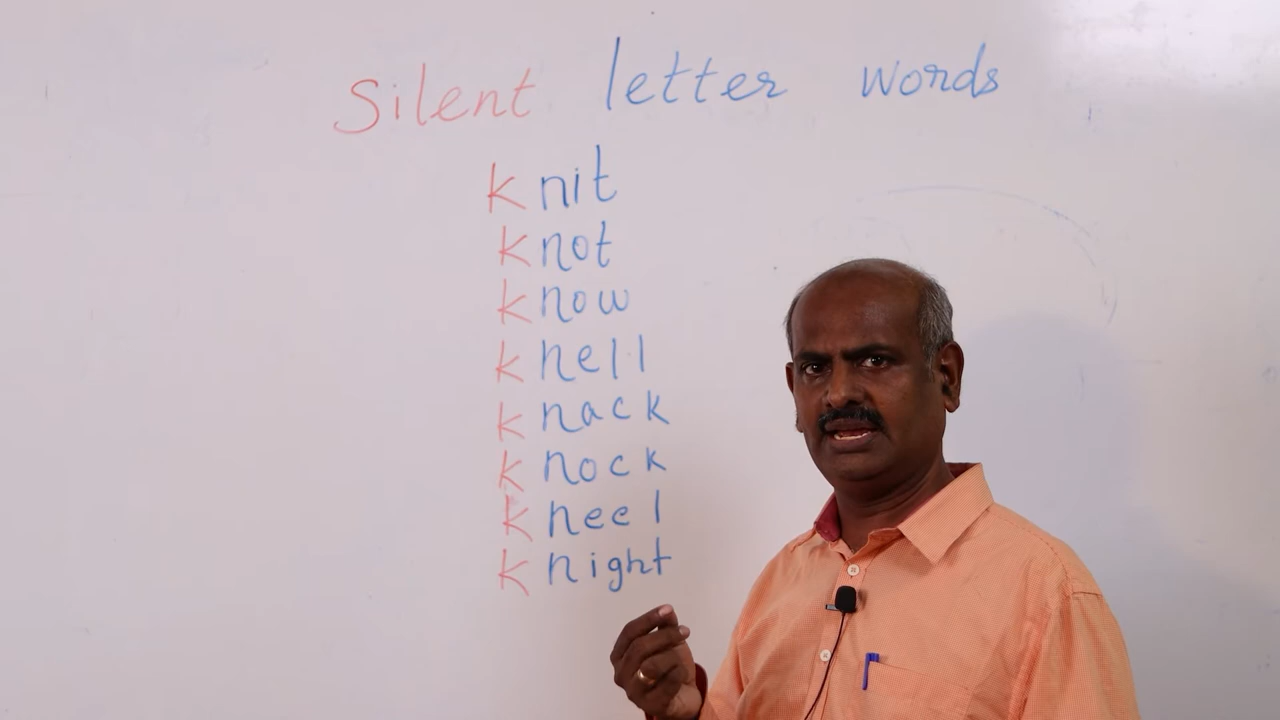 Silent letter words
knit
knot
know
knell
knack
knock
kneel
knight